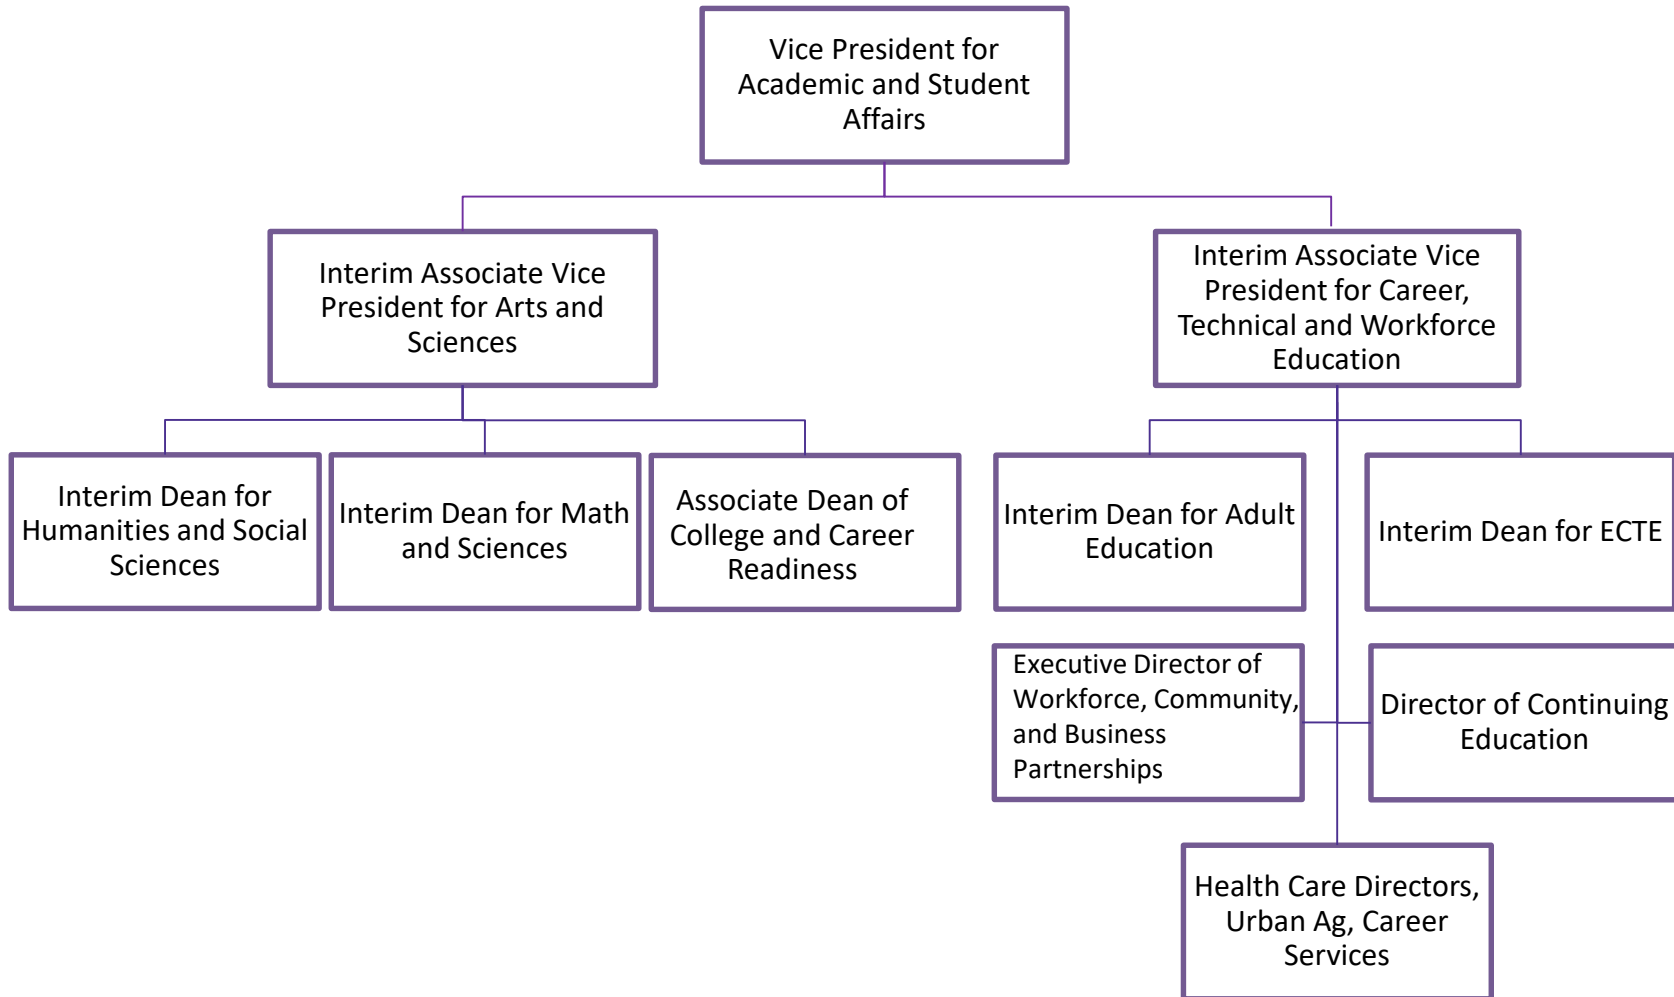 Vice President for
Academic and Student
Affairs
Interim Associate Vice
President for Arts and
Sciences
Interim Associate Vice
President for Career,
Technical and Workforce
Education
Interim Dean for
Humanities and Social
Sciences
Interim Dean for Math
and Sciences
Associate Dean of
College and Career
Readiness
Interim Dean for Adult
Education
Interim Dean for ECTE
Executive Director of
Workforce, Community,
and Business
Partnerships
Director of Continuing
Education
Health Care Directors,
Urban Ag, Career
Services